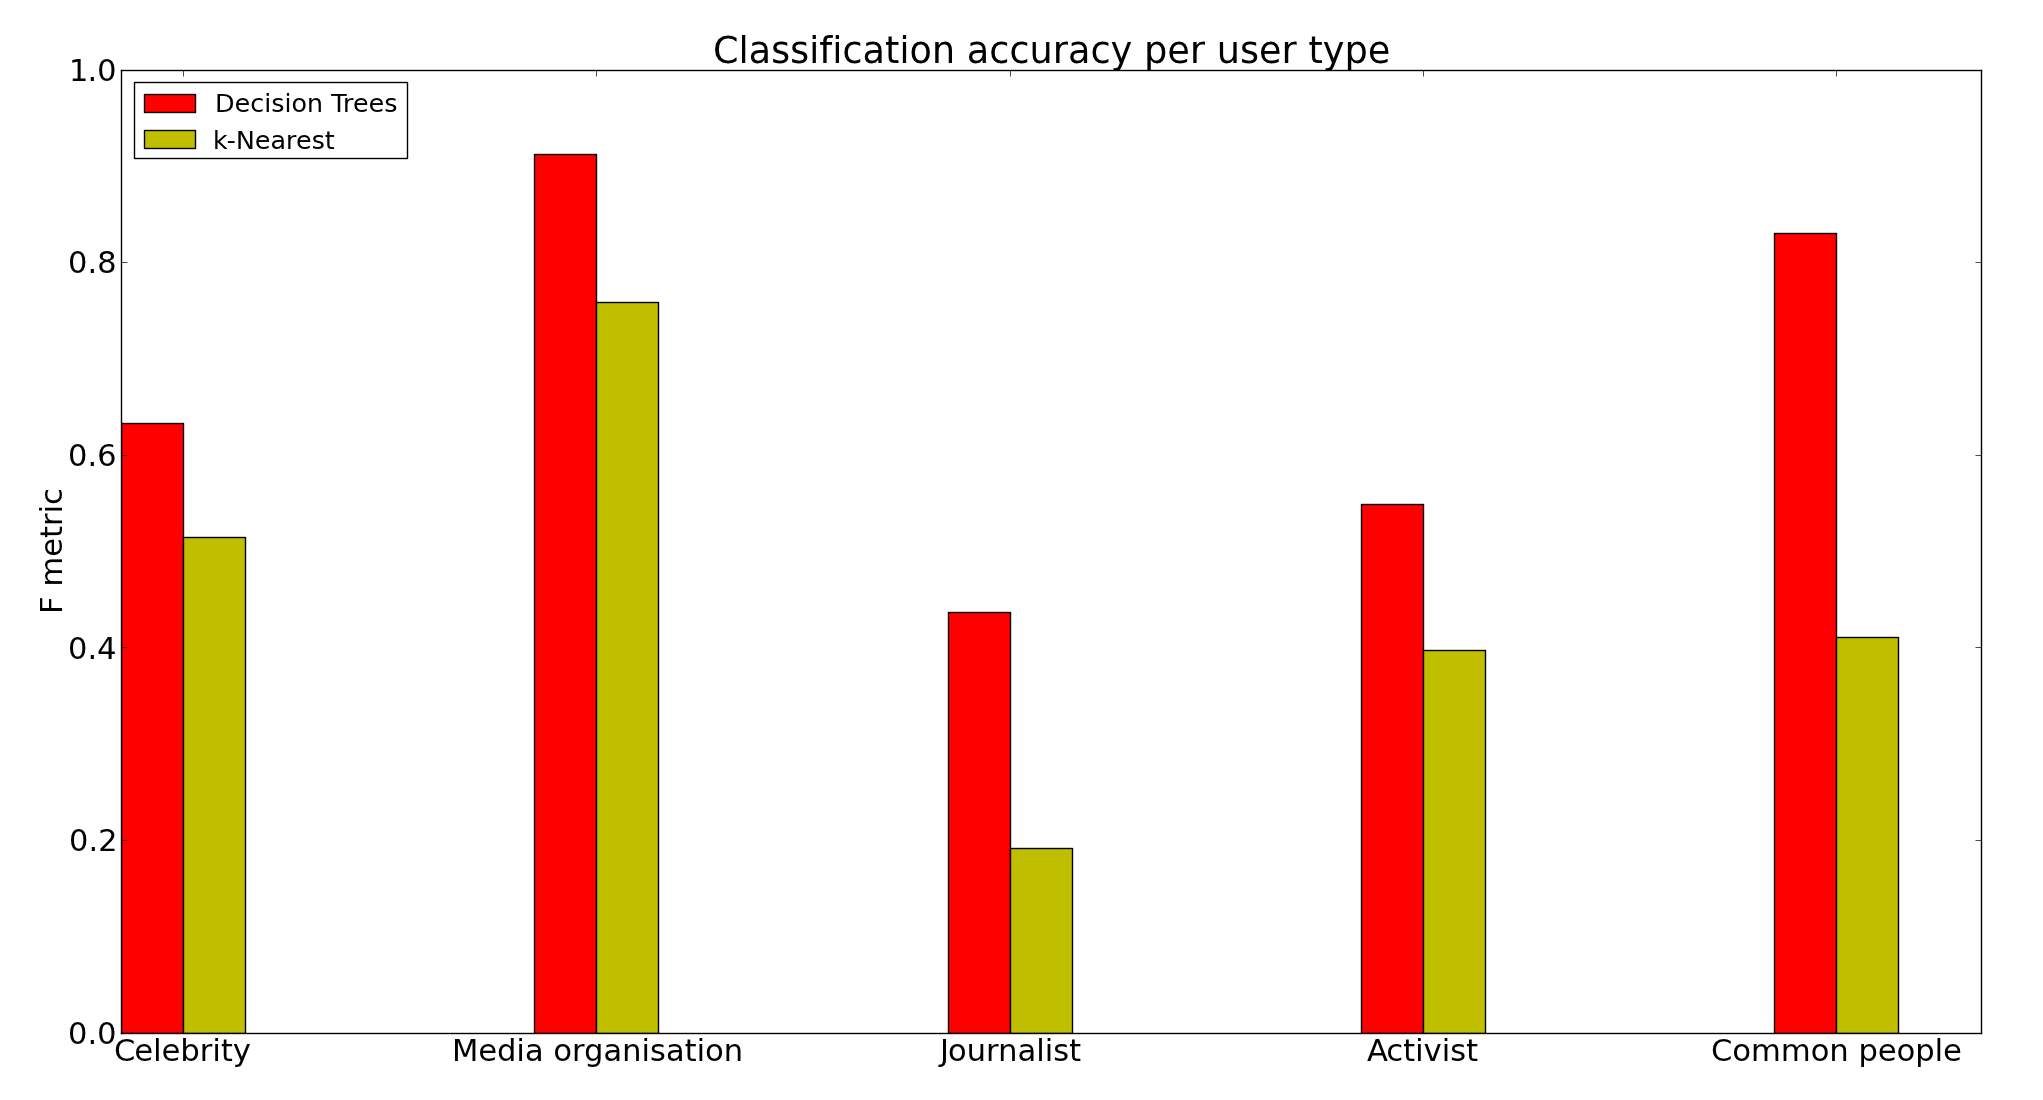 Classification accuracy per user type
1.0
0.8
0.6
0.4
0.2
0.0
F metric
Decision Trees
k-Nearest
Celebrity
Media organisation
Journalist
Activist
Common people